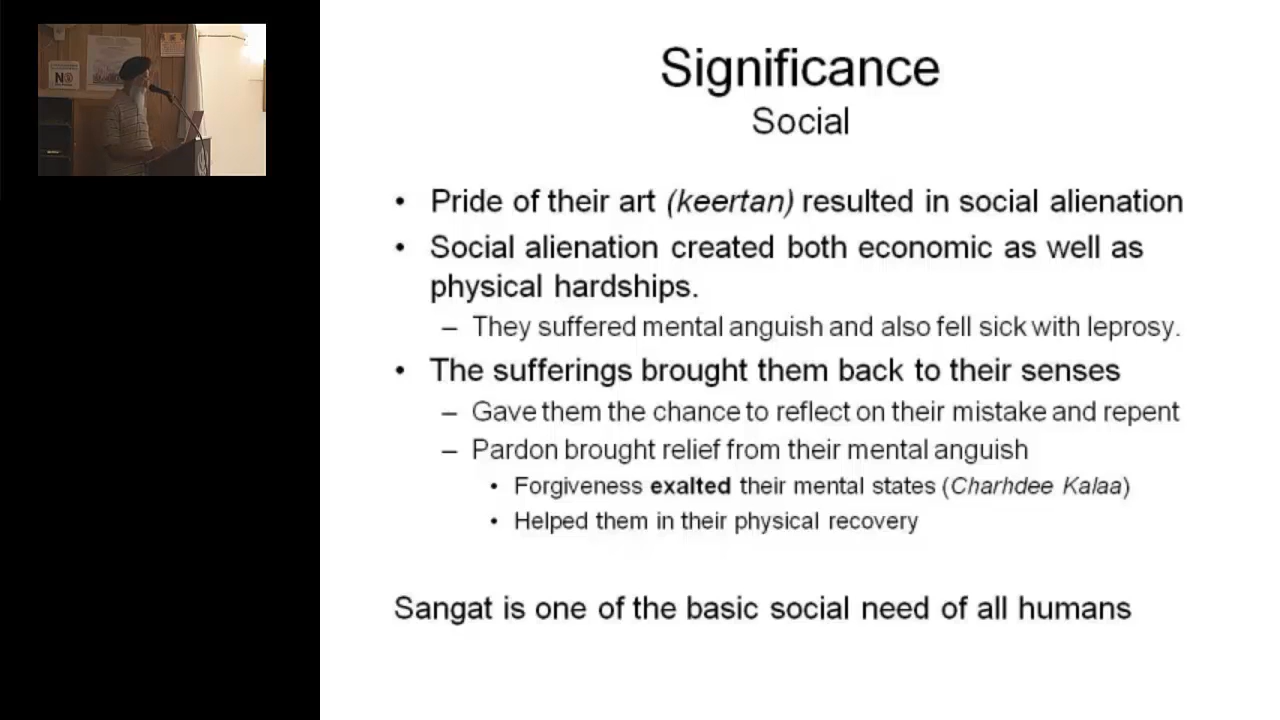 Significance
Social
• Pride of their art (keertan) resulted in social alienation
• Social alienation created both economic as well as
physical hardships.
– They suffered mental anguish and also fell sick with leprosy.
• The sufferings brought them back to their senses
– Gave them the chance to reflect on their mistake and repent
– Pardon brought relief from their mental anguish
• Forgiveness exalted their mental states (Charhdee Kalaa)
• Helped them in their physical recovery
Sangat is one of the basic social need of all humans